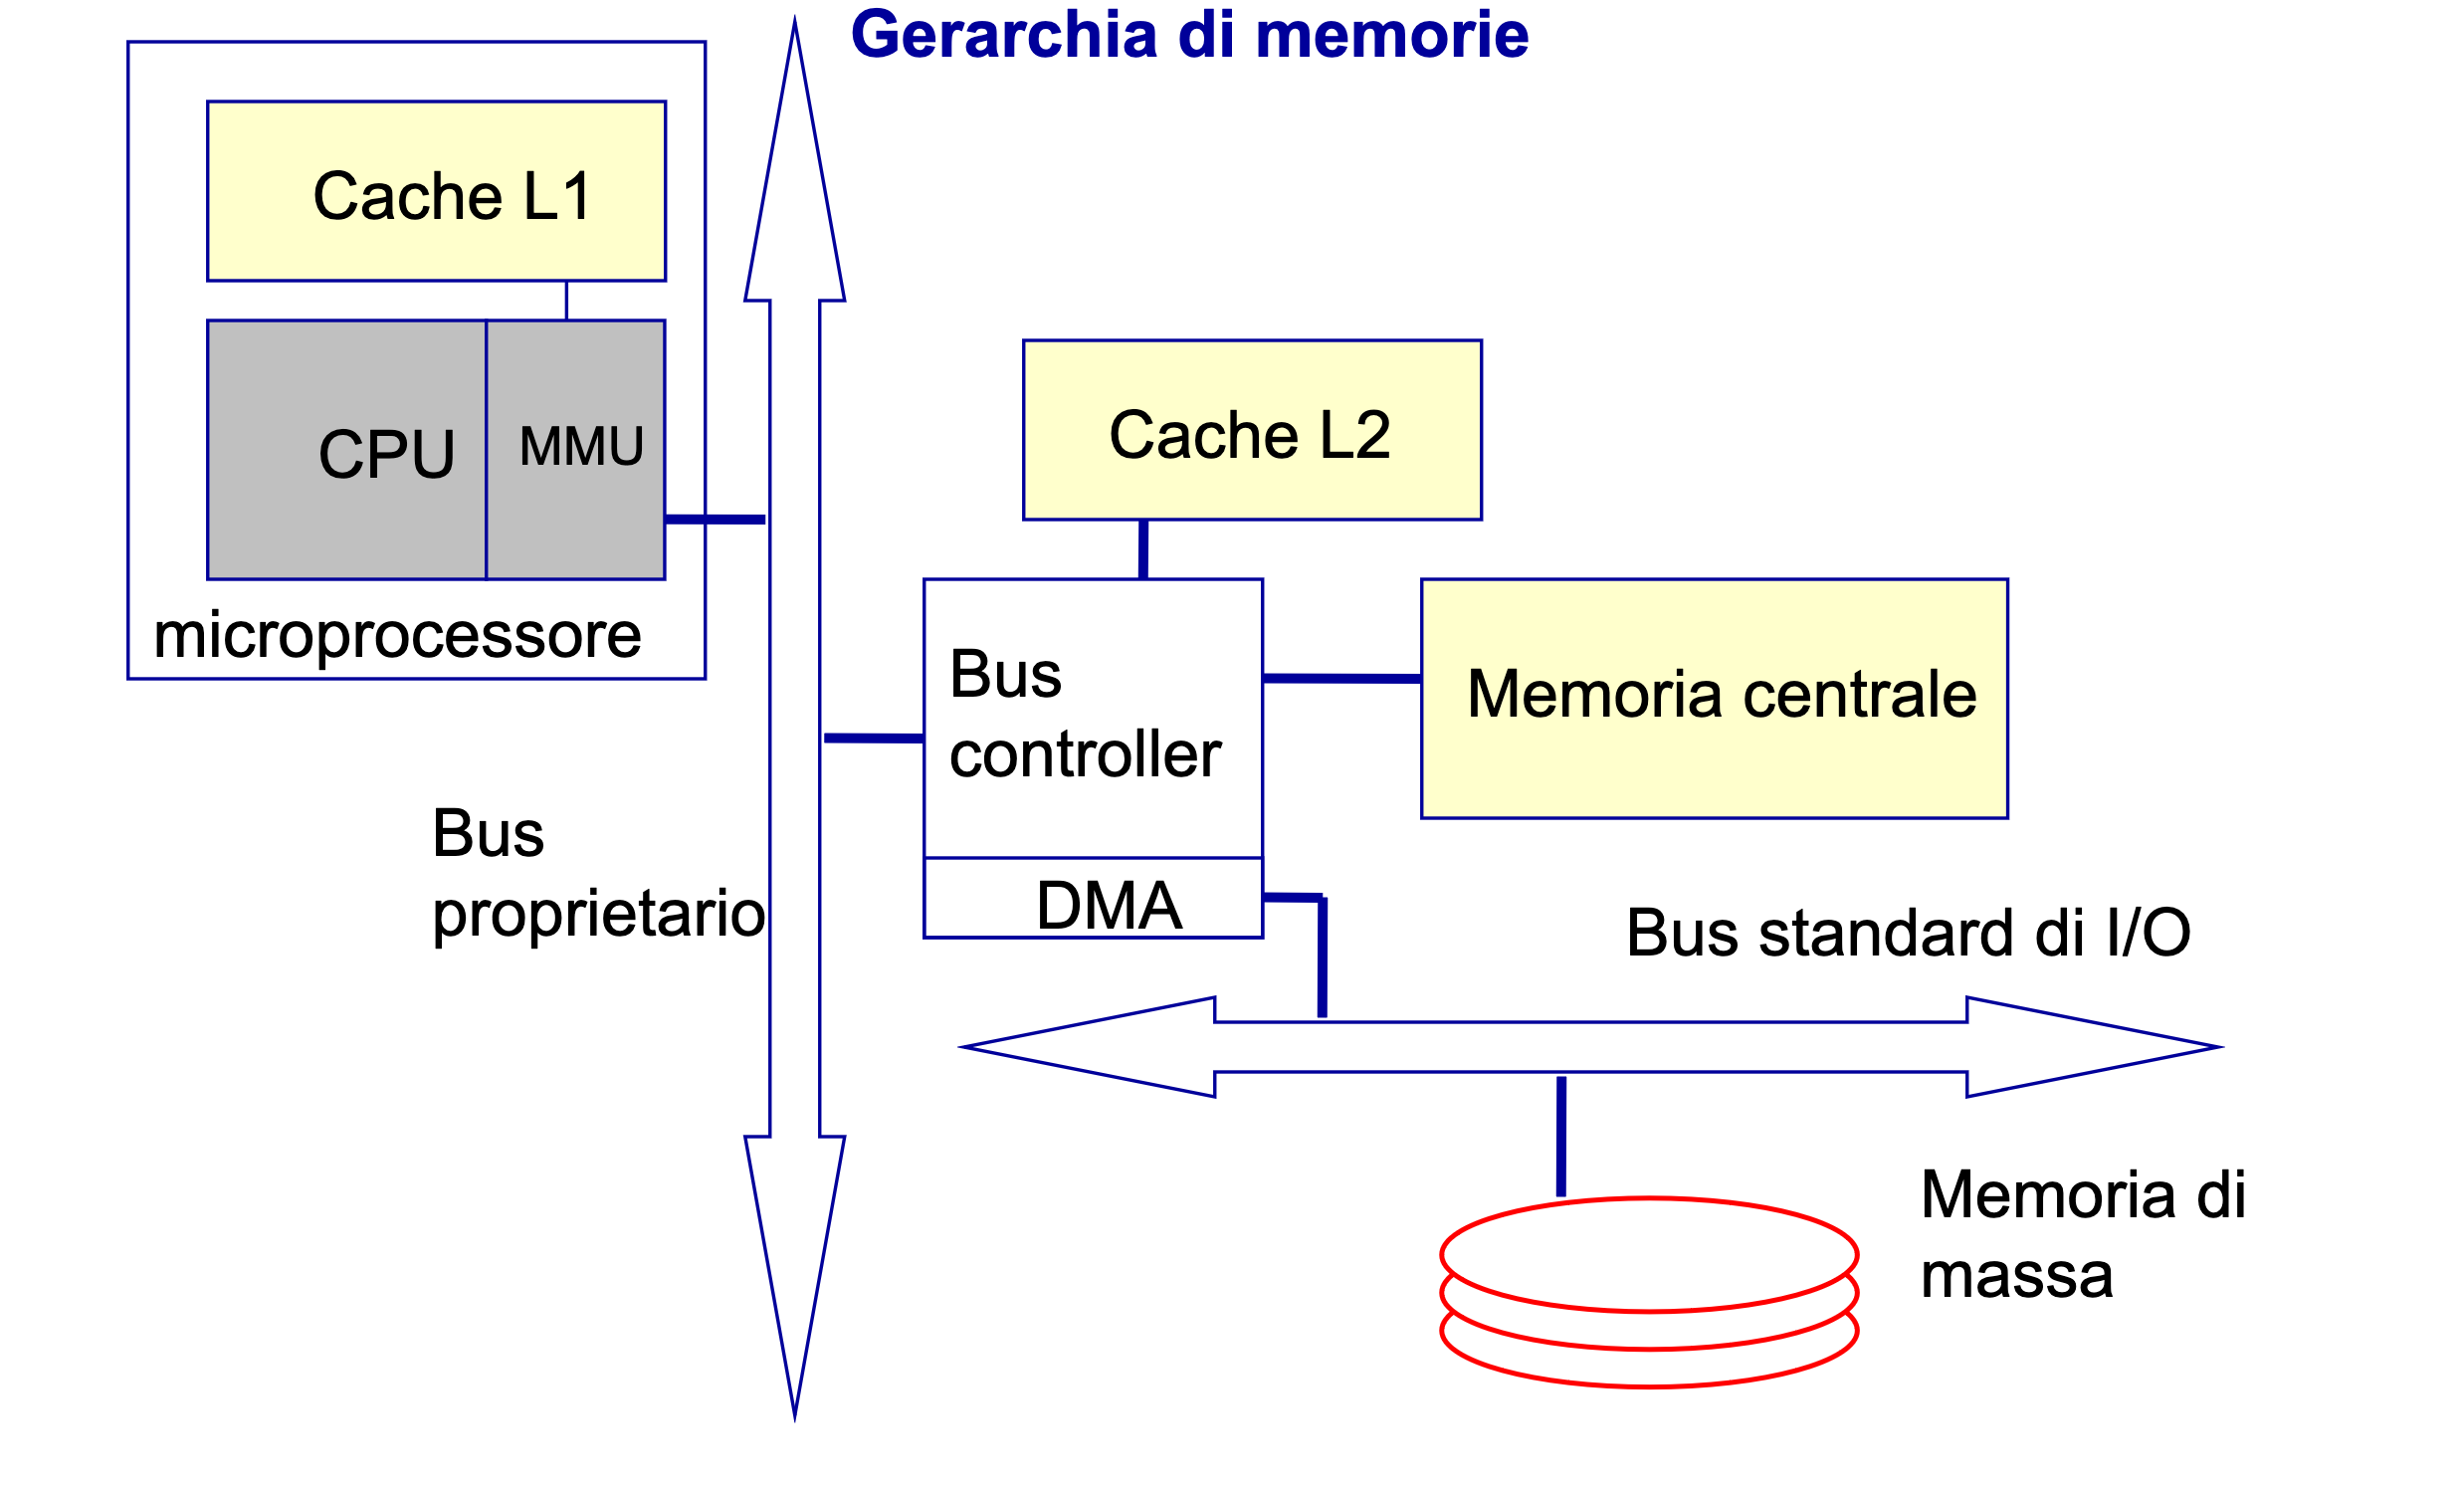 Gerarchia di memorie
Cache L1
CPU
MMU
microprocessore
Cache L2
Bus
controller
Memoria centrale
DMA
Bus
proprietario
Bus standard di I/O
Memoria di
massa